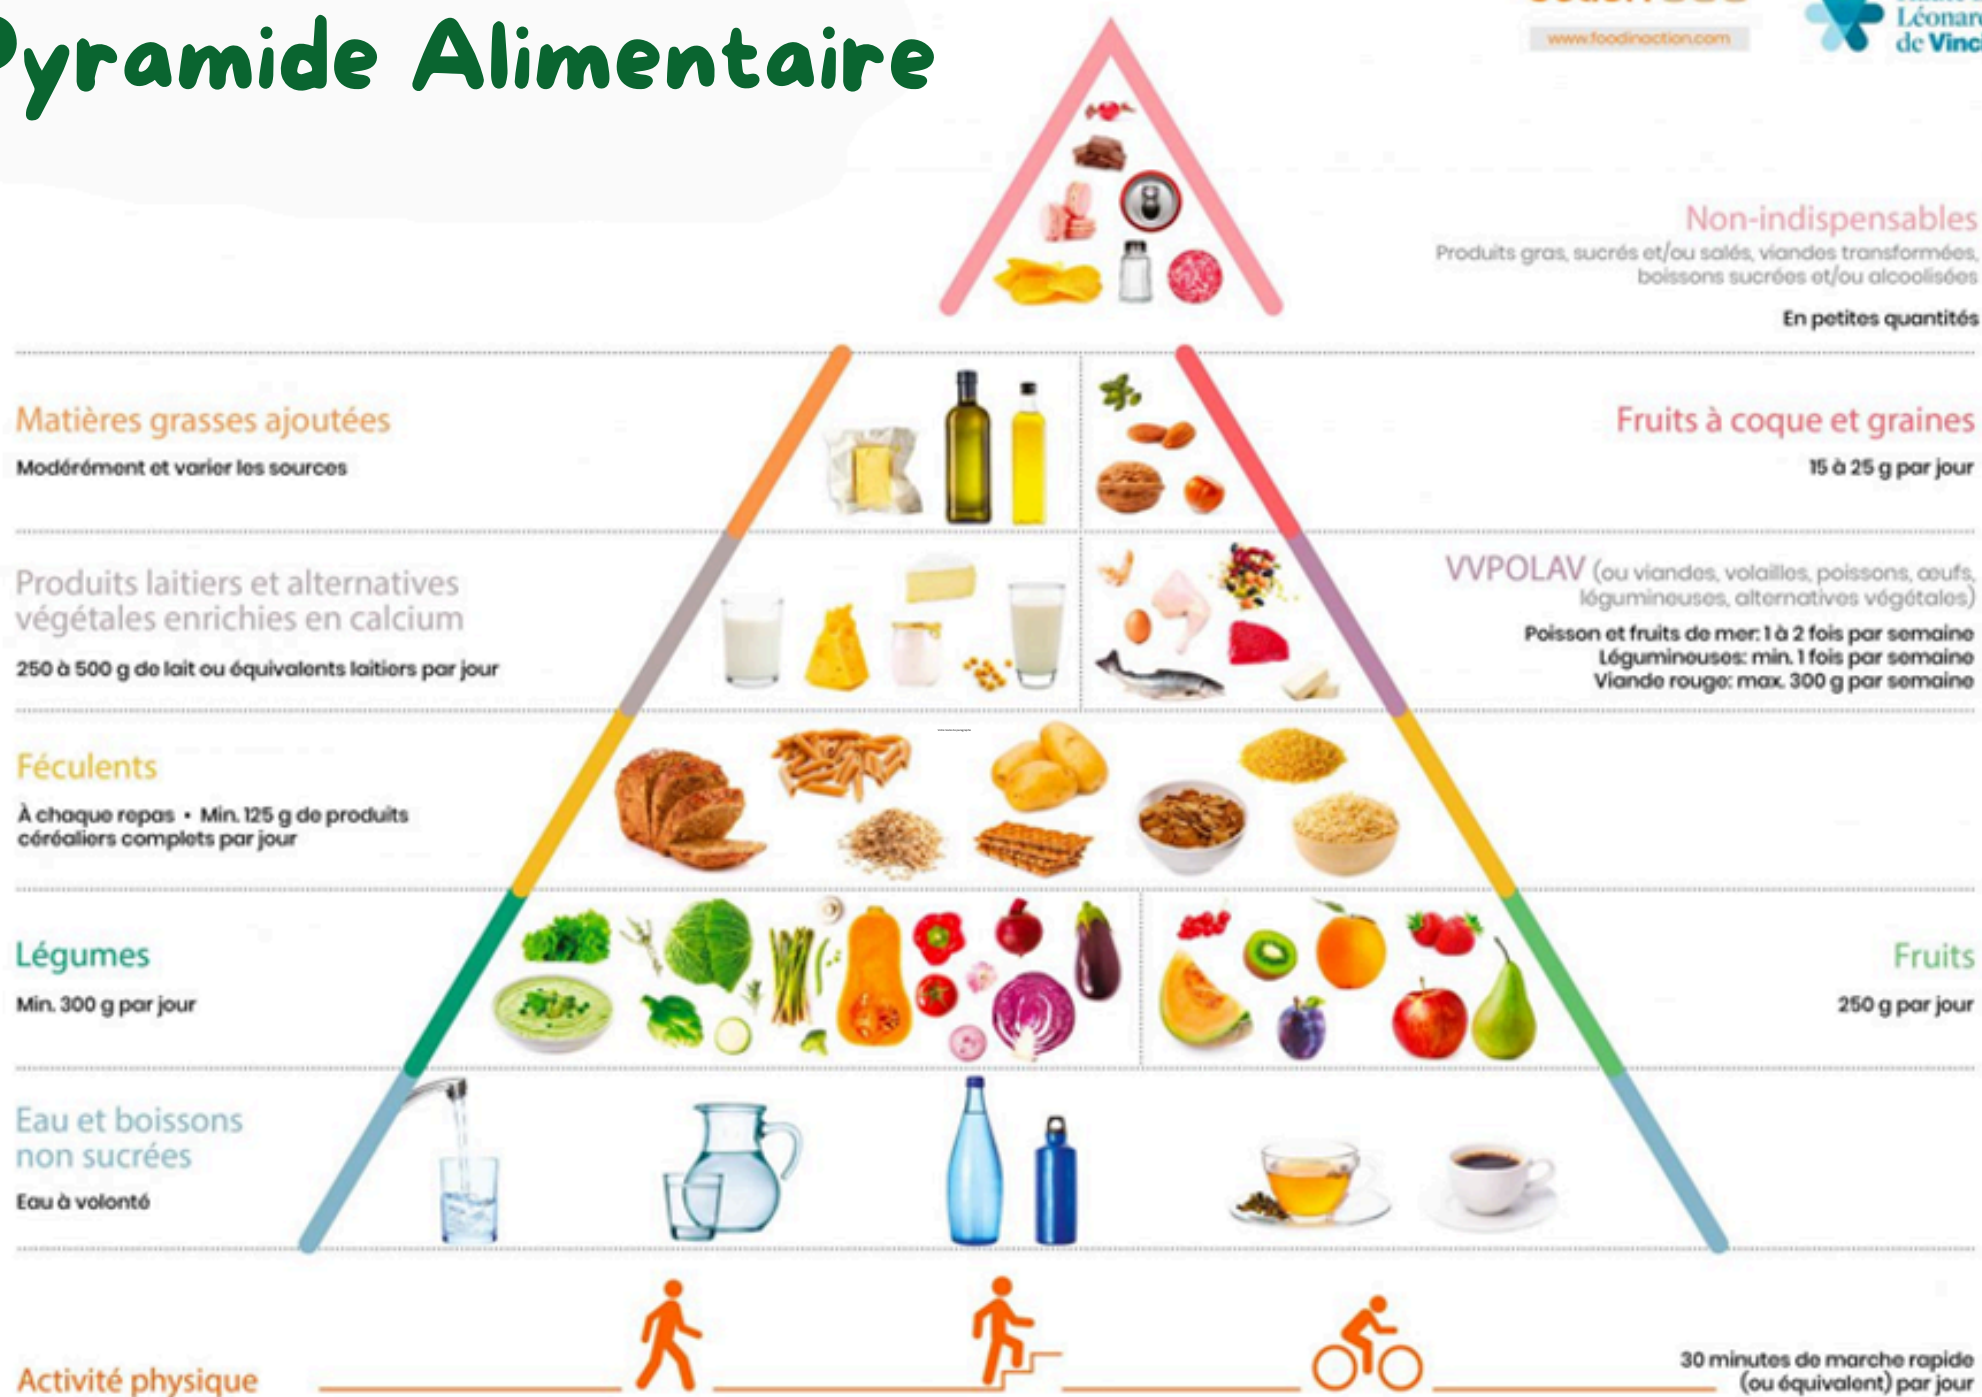 Pyramide Alimentaire
www.foodinaction.com
Léonard
de Vinci
Non-indispensables
Produits gras, sucrés et/ou salés, viandes transformées,
boissons sucrées et/ou alcoolisées
En petites quantités
Matières grasses ajoutées
Modérément et varier les sources
Fruits à coque et graines
15 à 25 g par jour
Produits laitiers et alternatives
végétales enrichies en calcium
250 à 500 g de lait ou équivalents laitiers par jour
VVPOLAV (ou viandes, volailles, poissons, œufs,
légumineuses, alternatives végétales)
Poisson et fruits de mer: 1 à 2 fois par semaine
Légumineuses: min. 1 fois par semaine
Viande rouge: max. 300 g par semaine
Féculents
À chaque repas • Min. 125 g de produits
céréaliers complets par jour
Légumes
Min. 300 g par jour
Fruits
250 g par jour
Eau et boissons
non sucrées
Eau à volonté
Activité physique
30 minutes de marche rapide
(ou équivalent) par jour